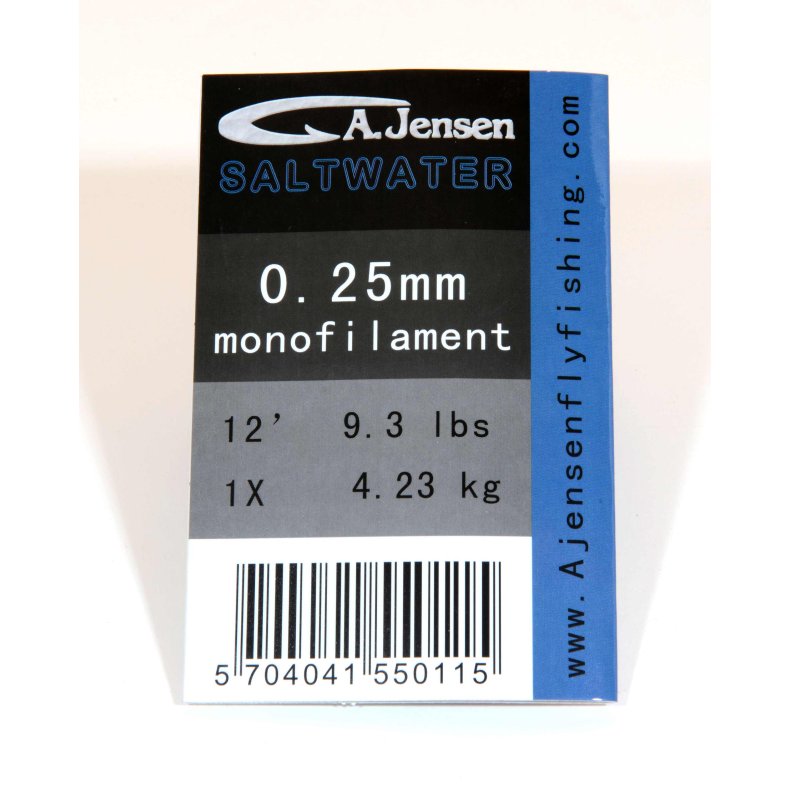 A.Jensen
SALTWATER
0.25mm
monofilament
12' 9.3 lbs
1X 4.23 kg
5 704041 550115
www.Ajensenflyfishing.com